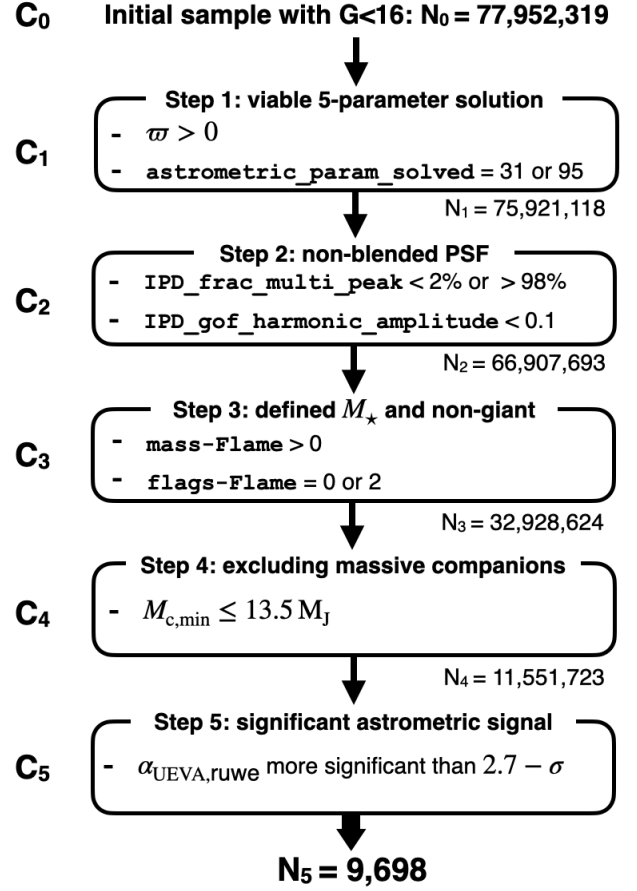 C₀ Initial sample with G<16: N₀ = 77,952,319
Step 1: viable 5-parameter solution
C₁
- ϖ > 0
- astrometric_param_solved = 31 or 95
N₁ = 75,921,118
Step 2: non-blended PSF
C₂
- IPD_frac_multi_peak < 2% or > 98%
- IPD_gof_harmonic_amplitude < 0.1
N₂ = 66,907,693
Step 3: defined M⋆ and non-giant
C₃
- mass-Flame > 0
- flags-Flame = 0 or 2
N₃ = 32,928,624
Step 4: excluding massive companions
C₄
- M_c,min ≤ 13.5 M_J
N₄ = 11,551,723
Step 5: significant astrometric signal
C₅
- α_UEVA,ruwe more significant than 2.7 − σ
N₅ = 9,698